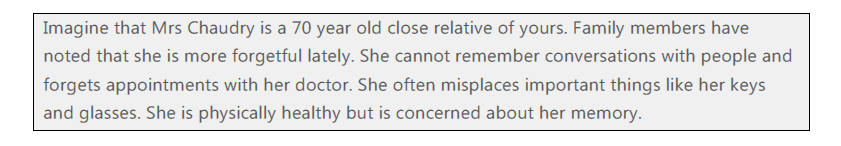 Imagine that Mrs Chaudry is a 70 year old close relative of yours. Family members have
noted that she is more forgetful lately. She cannot remember conversations with people and
forgets appointments with her doctor. She often misplaces important things like her keys
and glasses. She is physically healthy but is concerned about her memory.